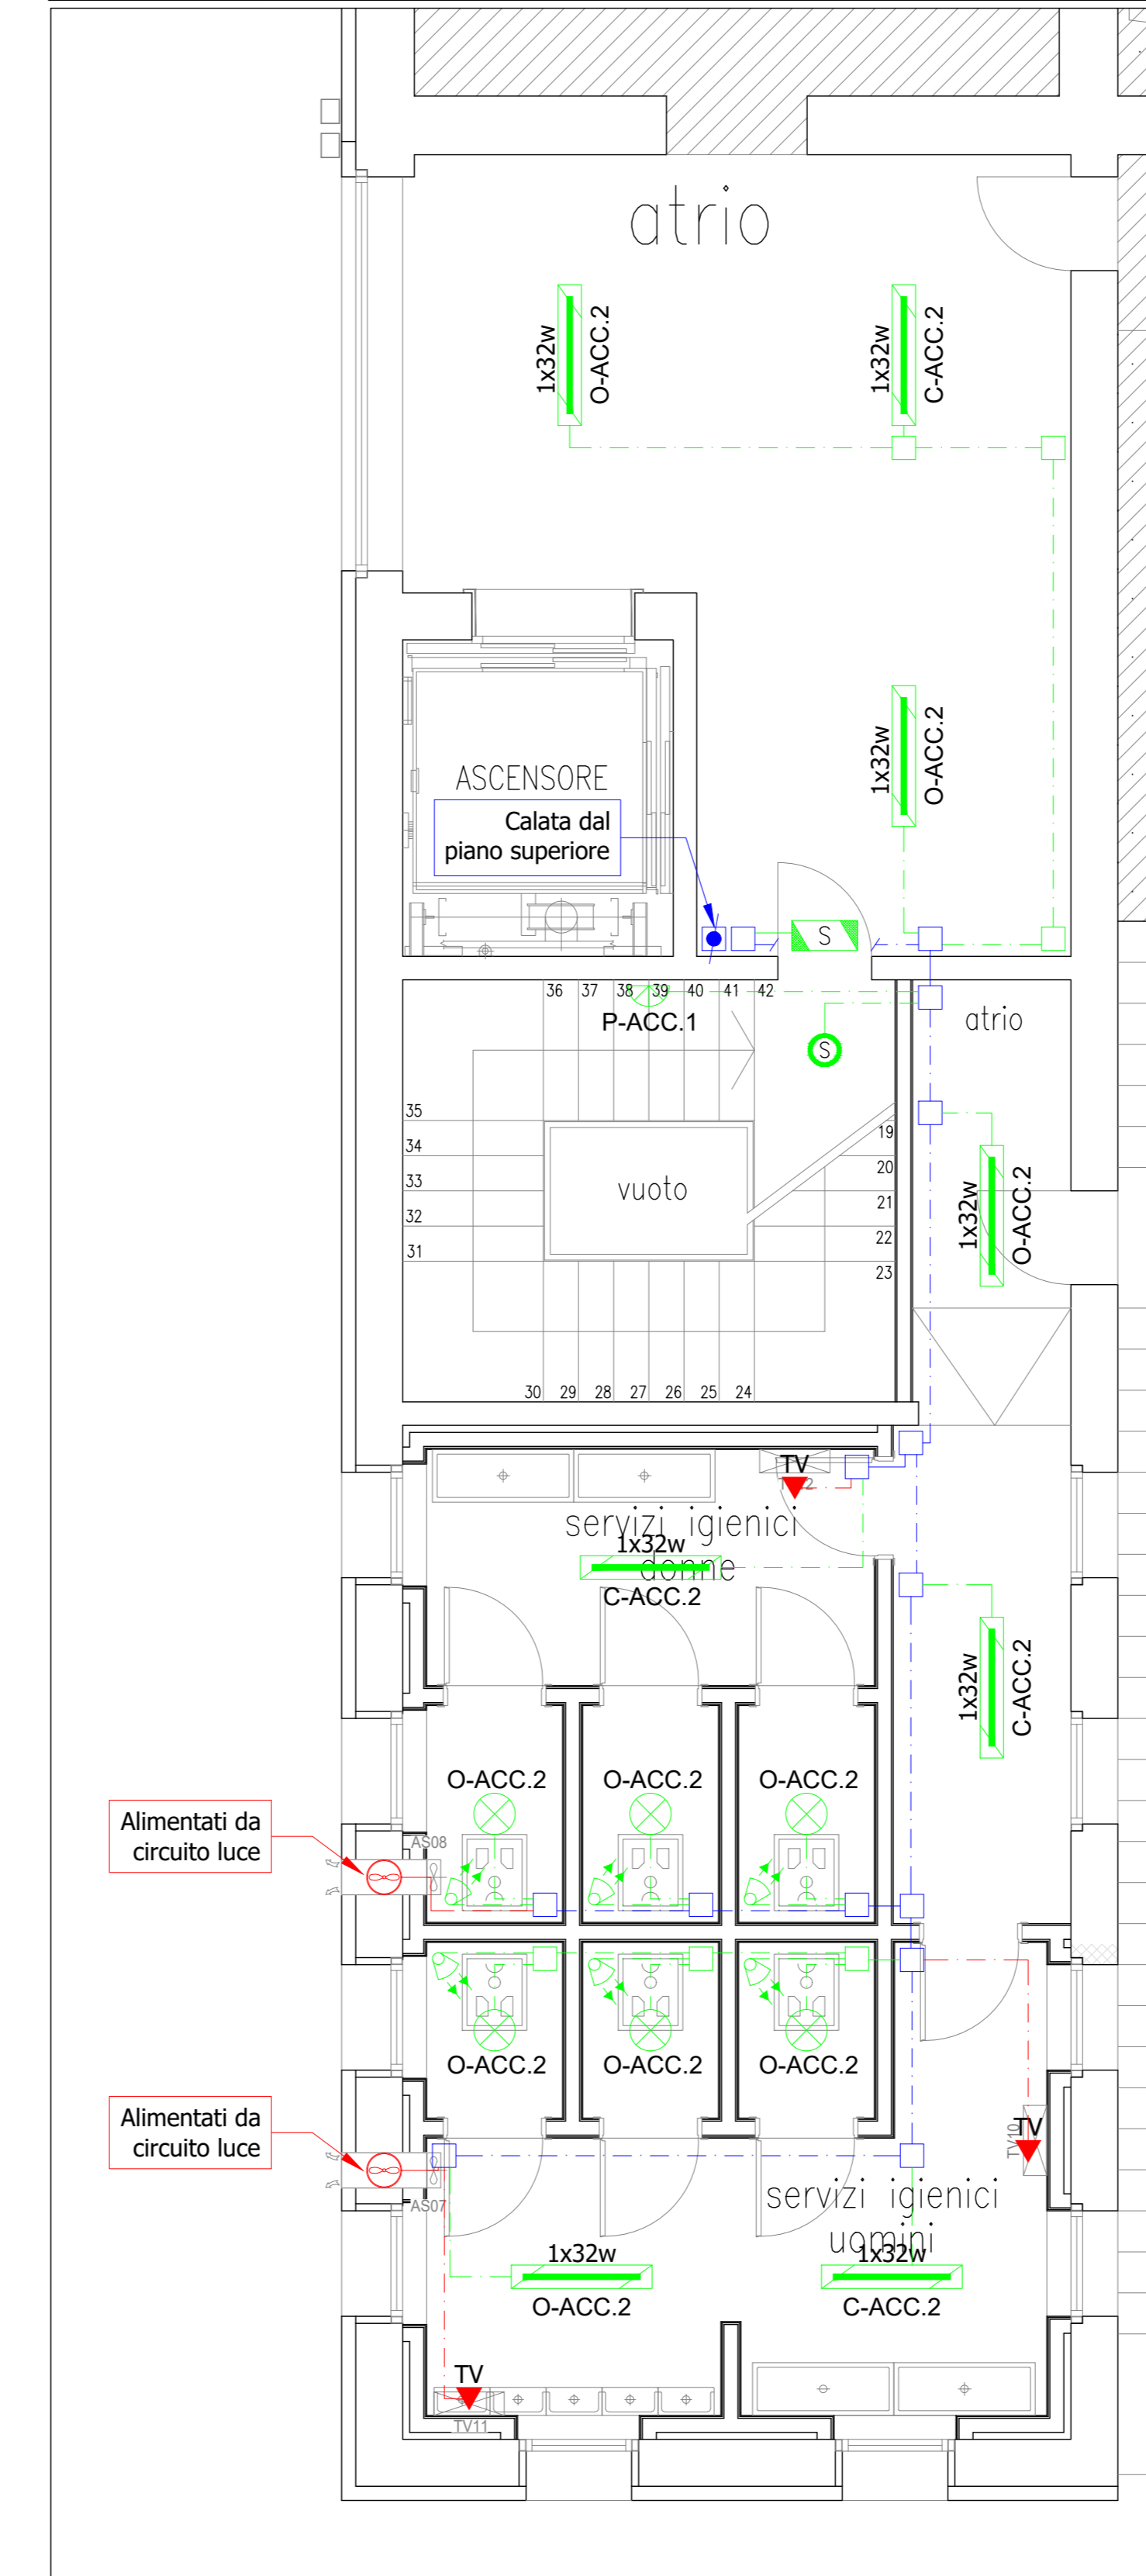 atrio
1x32w
O-ACC.2
1x32w
C-ACC.2
1x32w
O-ACC.2
ASCENSORE
Calata dal
piano superiore
S
36 37 38 39 40 41 42
P-ACC.1
S
atrio
35
34
33
32
31
vuoto
19
20
21
22
23
1x32w
O-ACC.2
30 29 28 27 26 25 24
TV
servizi igienici
donne
1x32w
C-ACC.2
1x32w
C-ACC.2
O-ACC.2
O-ACC.2
O-ACC.2
Alimentati da
circuito luce
AS08
O-ACC.2
O-ACC.2
O-ACC.2
Alimentati da
circuito luce
AS07
TV
TV10
servizi igienici
uomini
1x32w
O-ACC.2
1x32w
C-ACC.2
TV
TV11